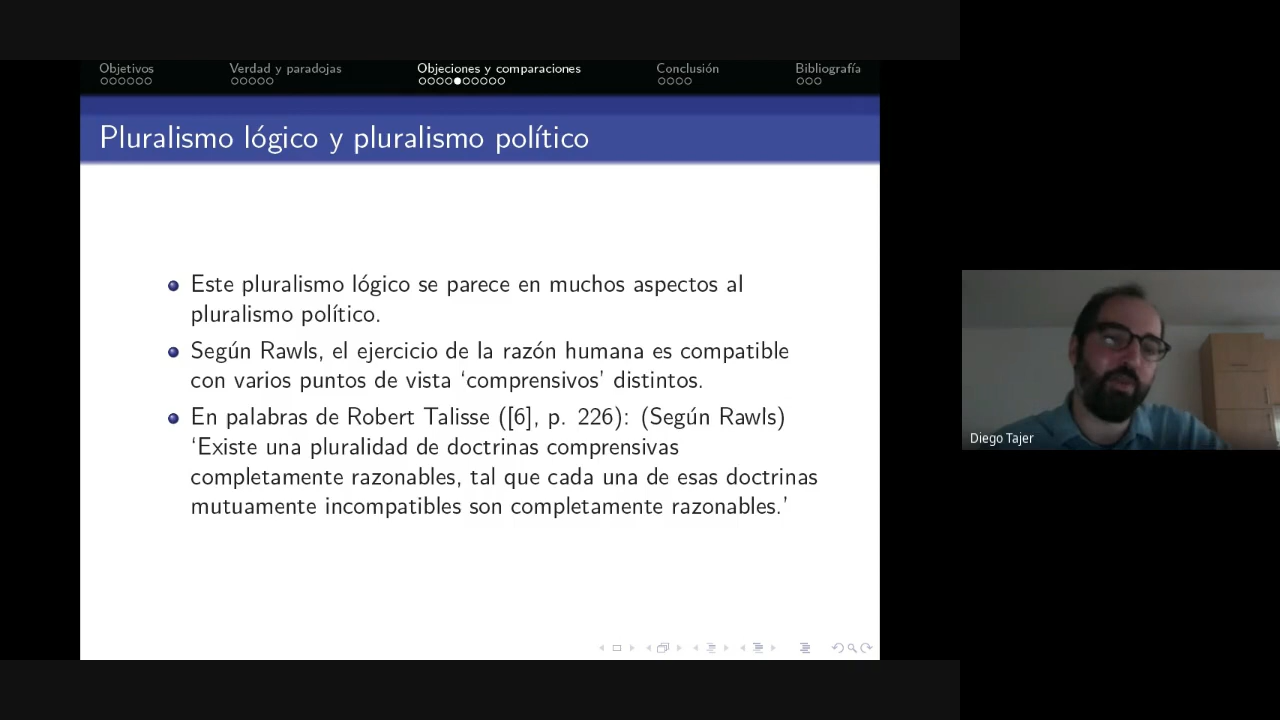 Objetivos
Verdad y paradojas
Objeciones y comparaciones
Conclusión
Bibliografía
Pluralismo lógico y pluralismo político
Este pluralismo lógico se parece en muchos aspectos al
pluralismo político.
Según Rawls, el ejercicio de la razón humana es compatible
con varios puntos de vista ‘comprensivos’ distintos.
En palabras de Robert Talisse ([6], p. 226): (Según Rawls)
‘Existe una pluralidad de doctrinas comprensivas
completamente razonables, tal que cada una de esas doctrinas
mutuamente incompatibles son completamente razonables.’
Diego Tajer